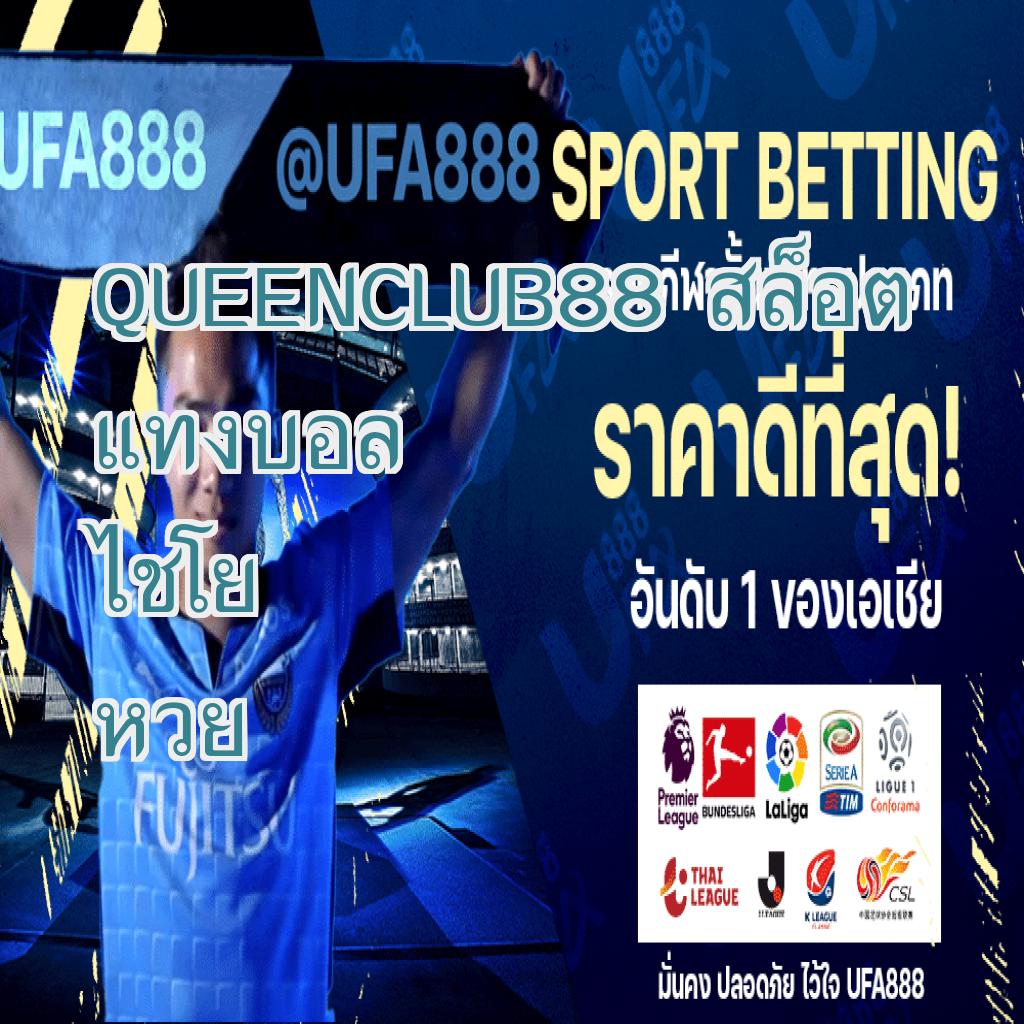 UFA888
@UFA888
SPORT BETTING
QUEENCLUB88 สล็อต
ราคาดีที่สุด!
แทงบอล
ไชโย
อันดับ 1 ของเอเชีย
หวย
FUJITSU
Premier League
BUNDESLIGA
LaLiga
SERIE A
TIM
LIGUE 1
Conforama
THAI LEAGUE
J.LEAGUE
K LEAGUE
CLASSIC
CSL
มั่นคง ปลอดภัย ไว้ใจ UFA888